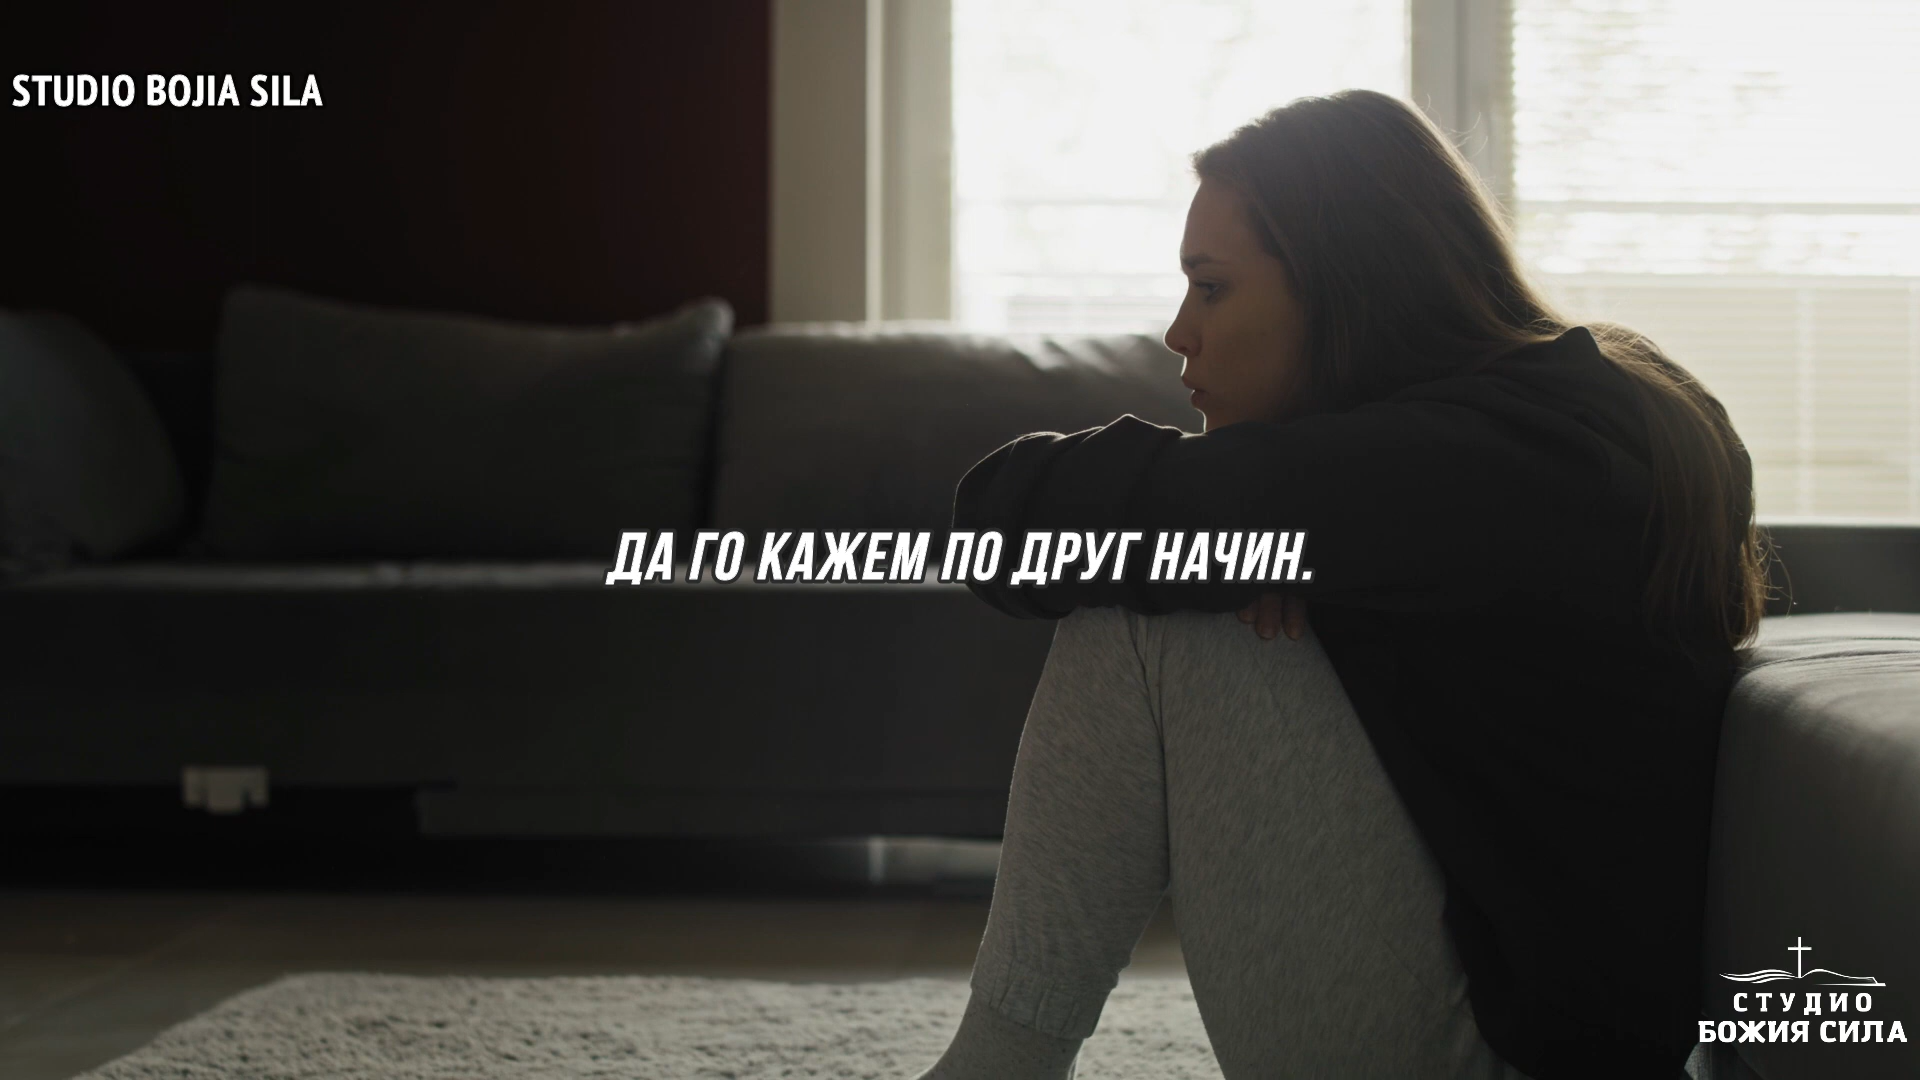 STUDIO BOJIA SILA
ДА ГО КАЖЕМ ПО ДРУГ НАЧИН.
СТУДИО
БОЖИЯ СИЛА